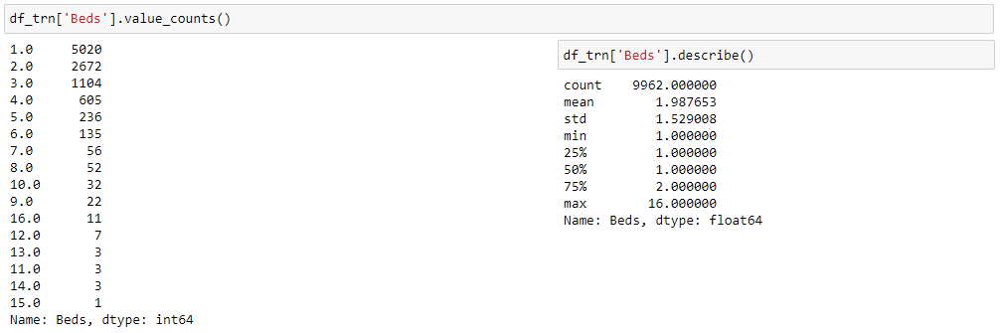 df_trn['Beds'].value_counts()
1.0     5020
2.0     2672
3.0     1104
4.0      605
5.0      236
6.0      135
7.0       56
8.0       52
10.0      32
9.0       22
16.0      11
12.0       7
13.0       3
11.0       3
14.0       3
15.0       1
Name: Beds, dtype: int64
df_trn['Beds'].describe()
count    9962.000000
mean        1.987653
std         1.529008
min         1.000000
25%         1.000000
50%         1.000000
75%         2.000000
max        16.000000
Name: Beds, dtype: float64